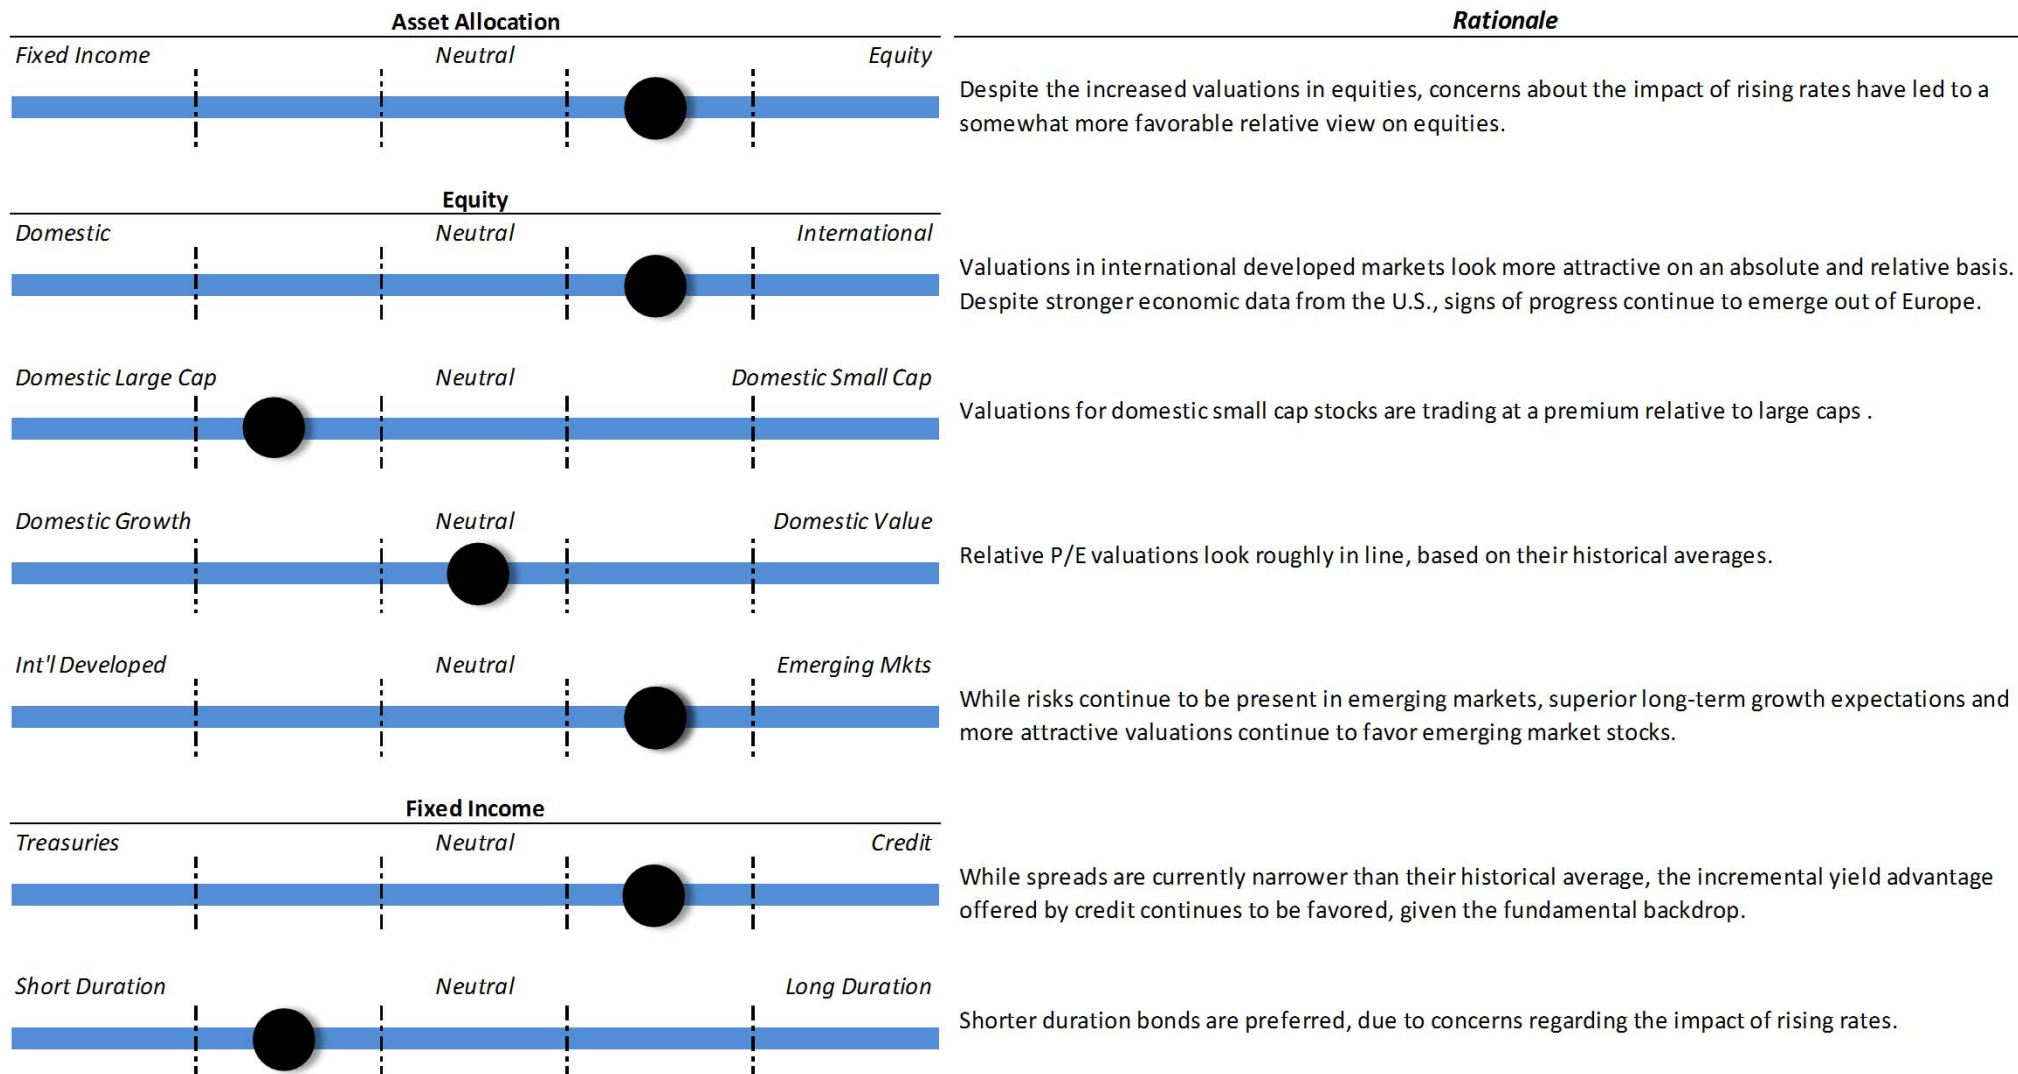 Asset Allocation
Rationale
Fixed Income Neutral Equity
Despite the increased valuations in equities, concerns about the impact of rising rates have led to a
somewhat more favorable relative view on equities.
Equity
Domestic Neutral International
Valuations in international developed markets look more attractive on an absolute and relative basis.
Despite stronger economic data from the U.S., signs of progress continue to emerge out of Europe.
Domestic Large Cap Neutral Domestic Small Cap
Valuations for domestic small cap stocks are trading at a premium relative to large caps .
Domestic Growth Neutral Domestic Value
Relative P/E valuations look roughly in line, based on their historical averages.
Int'l Developed Neutral Emerging Mkts
While risks continue to be present in emerging markets, superior long-term growth expectations and
more attractive valuations continue to favor emerging market stocks.
Fixed Income
Treasuries Neutral Credit
While spreads are currently narrower than their historical average, the incremental yield advantage
offered by credit continues to be favored, given the fundamental backdrop.
Short Duration Neutral Long Duration
Shorter duration bonds are preferred, due to concerns regarding the impact of rising rates.